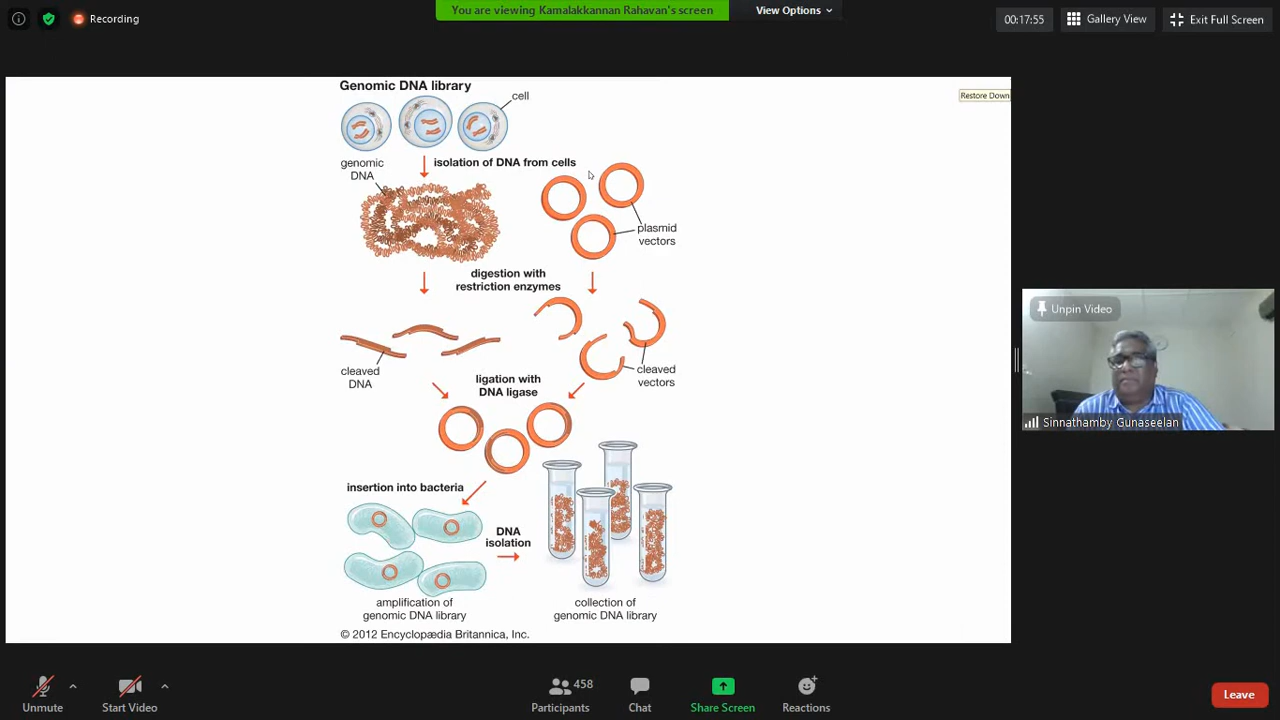 Recording
You are viewing Kamalakkannan Rahavan's screen
View Options
00:17:55
Gallery View
Exit Full Screen
Restore Down
Genomic DNA library
cell
isolation of DNA from cells
genomic
DNA
plasmid
vectors
digestion with
restriction enzymes
cleaved
DNA
cleaved
vectors
ligation with
DNA ligase
insertion into bacteria
DNA
isolation
amplification of
genomic DNA library
collection of
genomic DNA library
© 2012 Encyclopædia Britannica, Inc.
Unpin Video
Sinnathamby Gunaseelan
Unmute
Start Video
458
Participants
Chat
Share Screen
Reactions
Leave